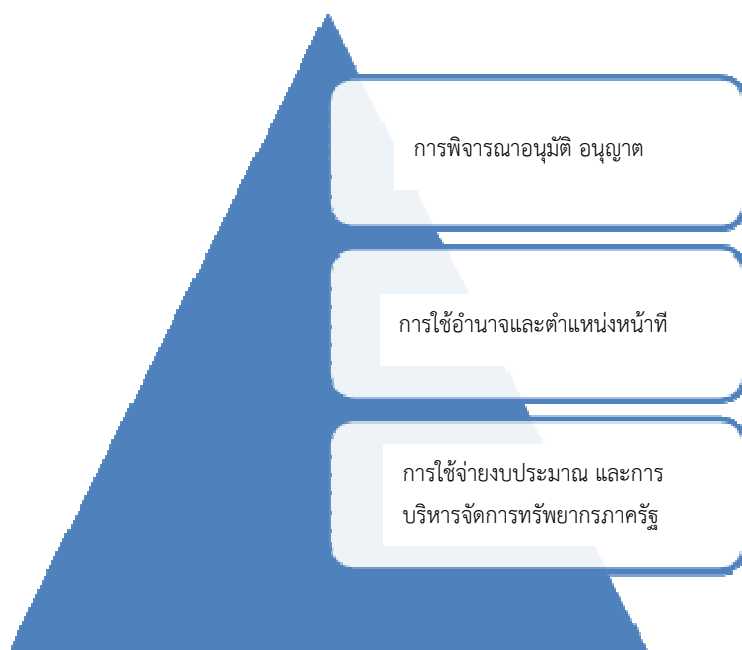 การพิจารณาอนุมัติ อนุญาต
การใช้อำนาจและตำแหน่งหน้าที่
การใช้จ่ายงบประมาณ และการ
บริหารจัดการทรัพยากรภาครัฐ